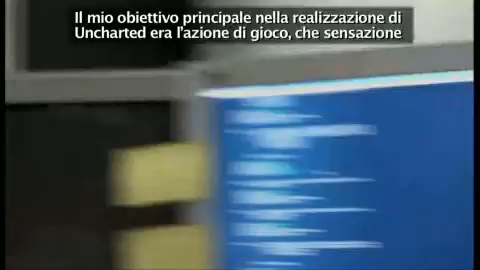 Il mio obiettivo principale nella realizzazione di
Uncharted era l'azione di gioco, che sensazione